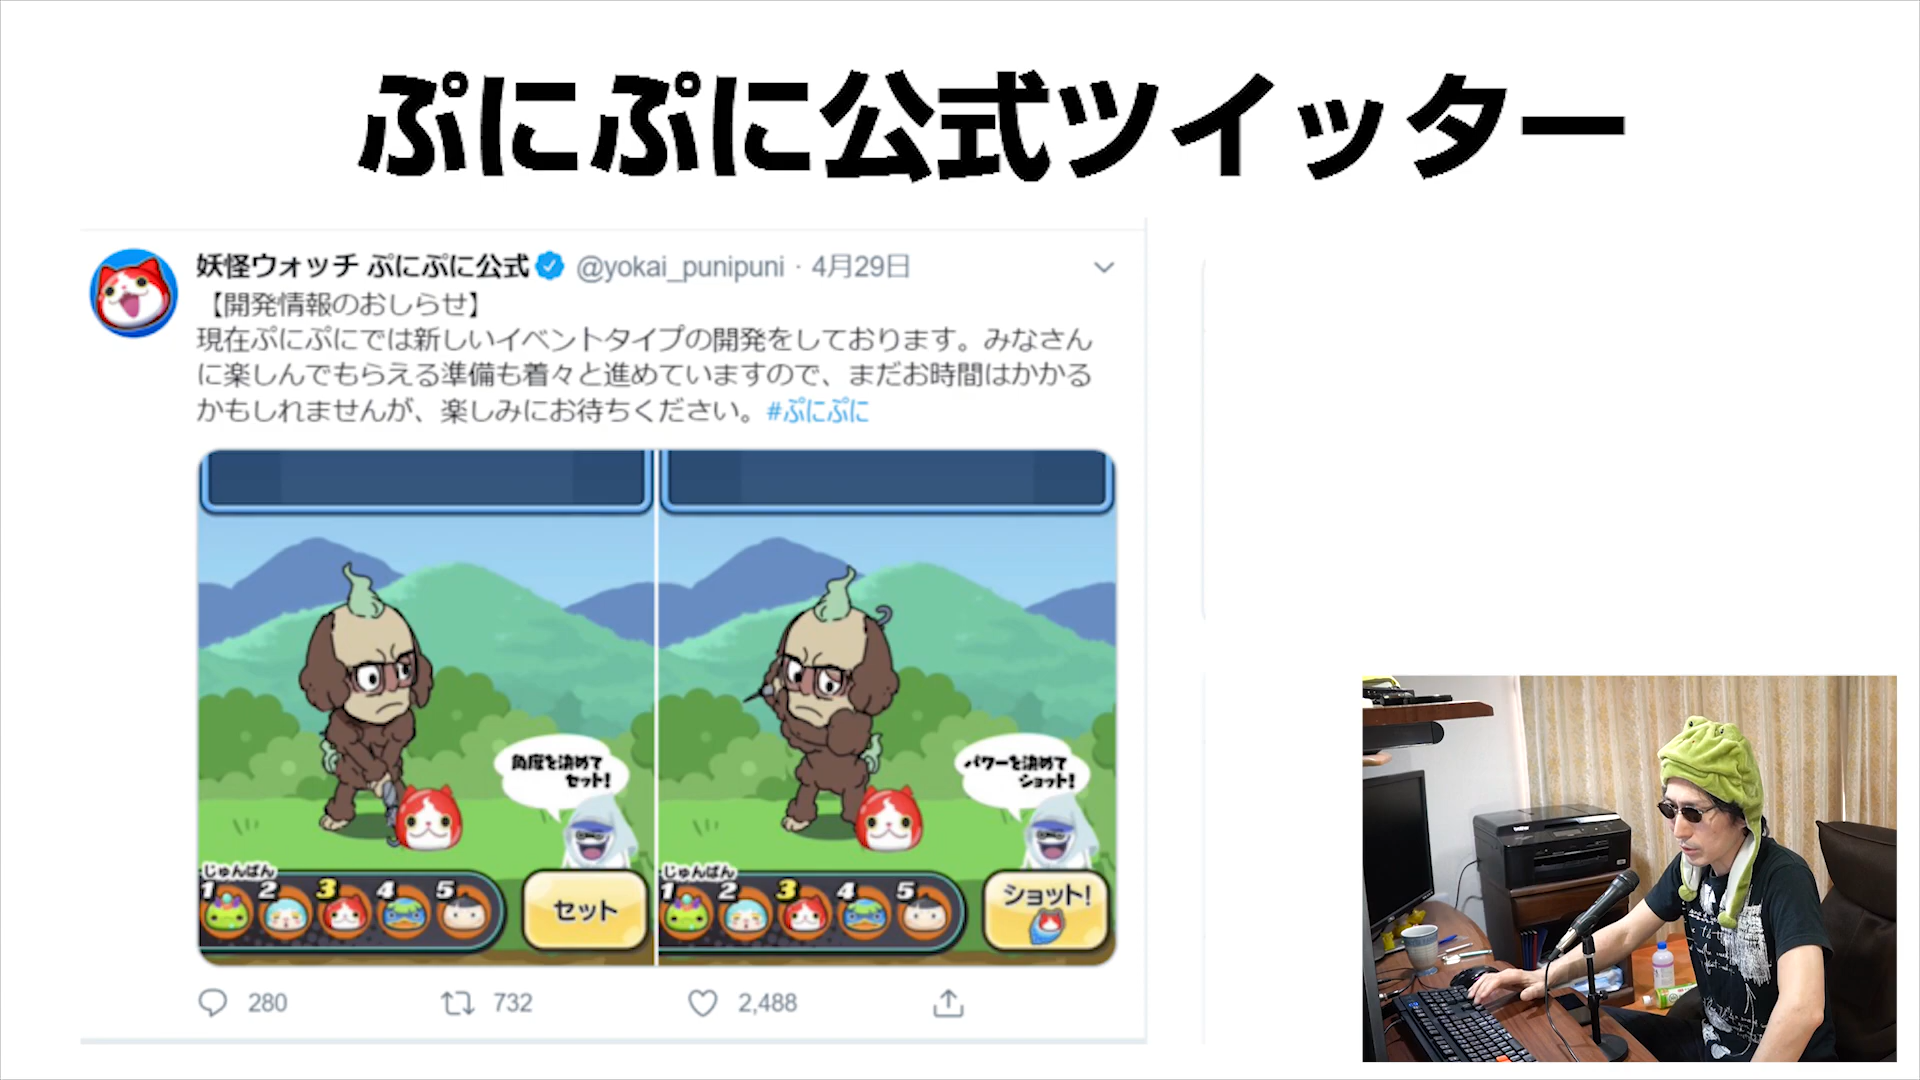 ぷにぷに公式ツイッター
妖怪ウォッチ ぷにぷに公式 @yokai_punipuni · 4月29日
【開発情報のおしらせ】
現在ぷにぷにでは新しいイベントタイプの開発をしております。みなさん
に楽しんでもらえる準備も着々と進めていますので、まだお時間はかかる
かもしれませんが、楽しみにお待ちください。#ぷにぷに
角度を決めて
セット!
じゅんばん
1 2 3 4 5
セット
パワーを決めて
ショット!
じゅんばん
1 2 3 4 5
ショット!
280 732 2,488
brother